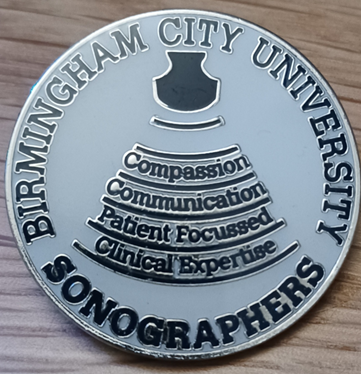 BIRMINGHAM CITY UNIVERSITY
Compassion
Communication
Patient Focussed
Clinical Expertise
SONOGRAPHERS